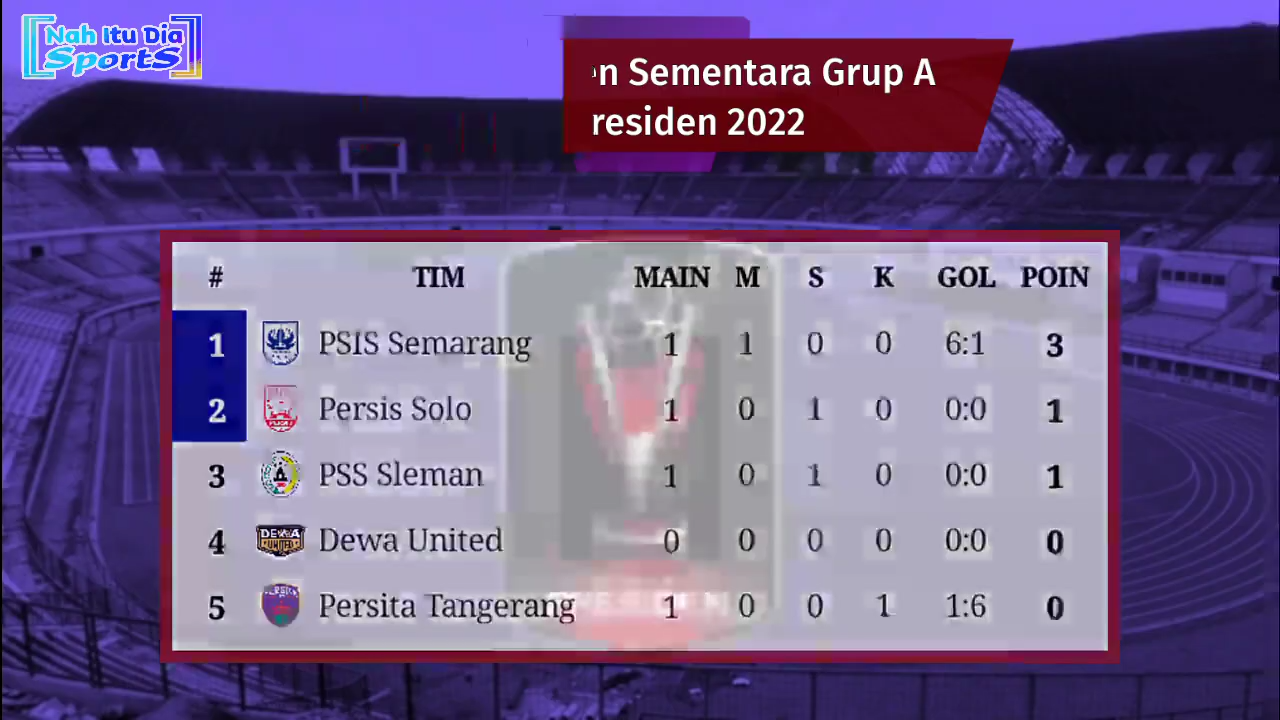 Nah Itu Dia
SportS
n Sementara Grup A
residen 2022
# TIM MAIN M S K GOL POIN
1 PSIS Semarang 1 1 0 0 6:1 3
2 Persis Solo 1 0 1 0 0:0 1
3 PSS Sleman 1 0 1 0 0:0 1
4 DEWA UNITED Dewa United 0 0 0 0 0:0 0
5 PERSITA Persita Tangerang 1 0 0 1 1:6 0